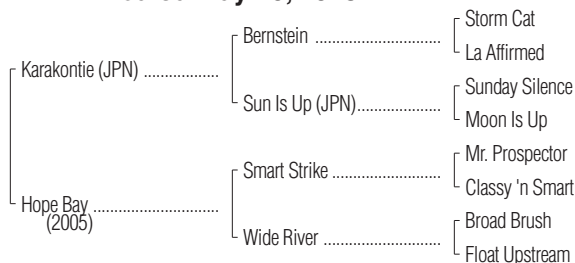 Storm Cat
Bernstein ....................
La Affirmed
Karakontie (JPN) ..................
Sunday Silence
Sun Is Up (JPN)....................
Moon Is Up
Mr. Prospector
Smart Strike ..........................
Classy 'n Smart
Hope Bay ..............................
(2005)
Broad Brush
Wide River ............................
Float Upstream